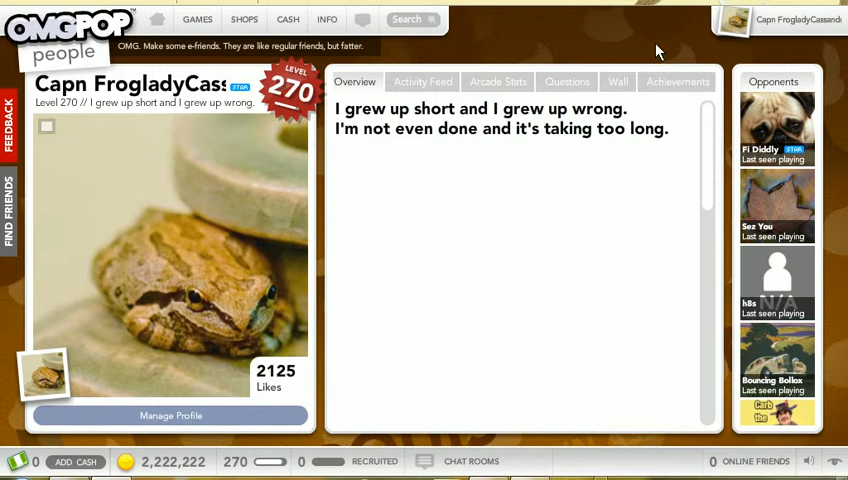 OMGPOP™
people
GAMES SHOPS CASH INFO Search
Capn FrogladyCassandr
OMG. Make some e-friends. They are like regular friends, but fatter.
FEEDBACK
FIND FRIENDS
Capn FrogladyCass STAR
Level 270 // I grew up short and I grew up wrong.
LEVEL
270
2125
Likes
Manage Profile
Overview Activity Feed Arcade Stats Questions Wall Achievements
I grew up short and I grew up wrong.
I'm not even done and it's taking too long.
Opponents
Fi Diddly STAR
Last seen playing
Sez You
Last seen playing
N/A
h8s
Last seen playing
Bouncing Bollox
Last seen playing
Carb
the
0 ADD CASH 2,222,222 270 0 RECRUITED CHAT ROOMS 0 ONLINE FRIENDS